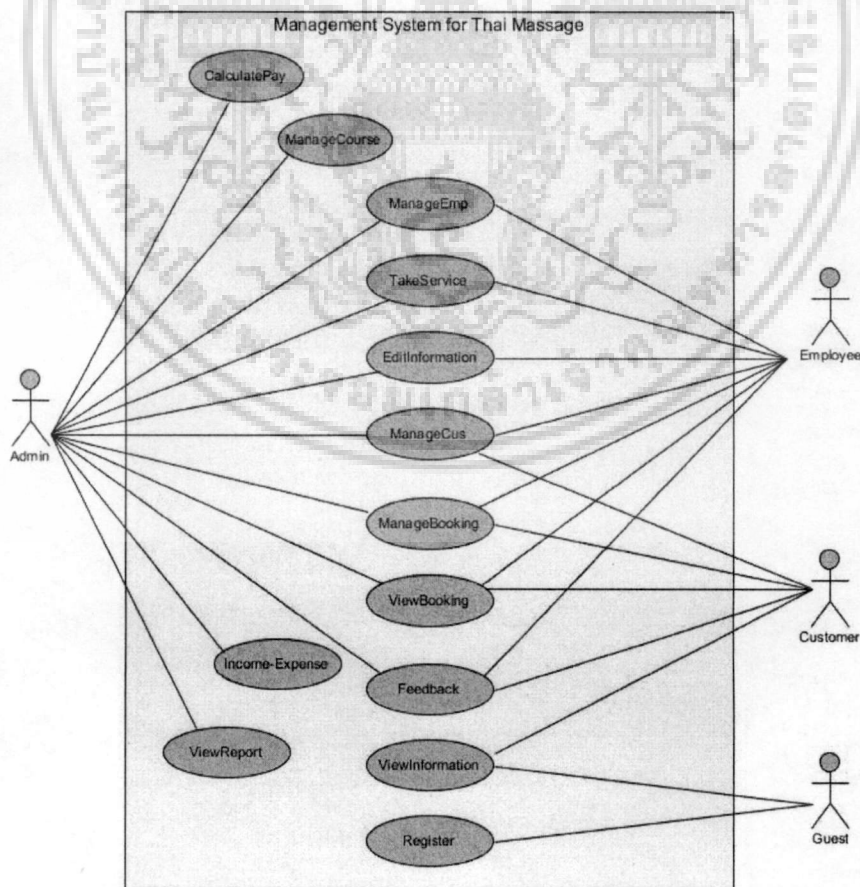 Management System for Thai Massage
CalculatePay
ManageCourse
ManageEmp
TakeService
EditInformation
ManageCus
ManageBooking
ViewBooking
Income-Expense
Feedback
ViewReport
ViewInformation
Register
Admin
Employee
Customer
Guest